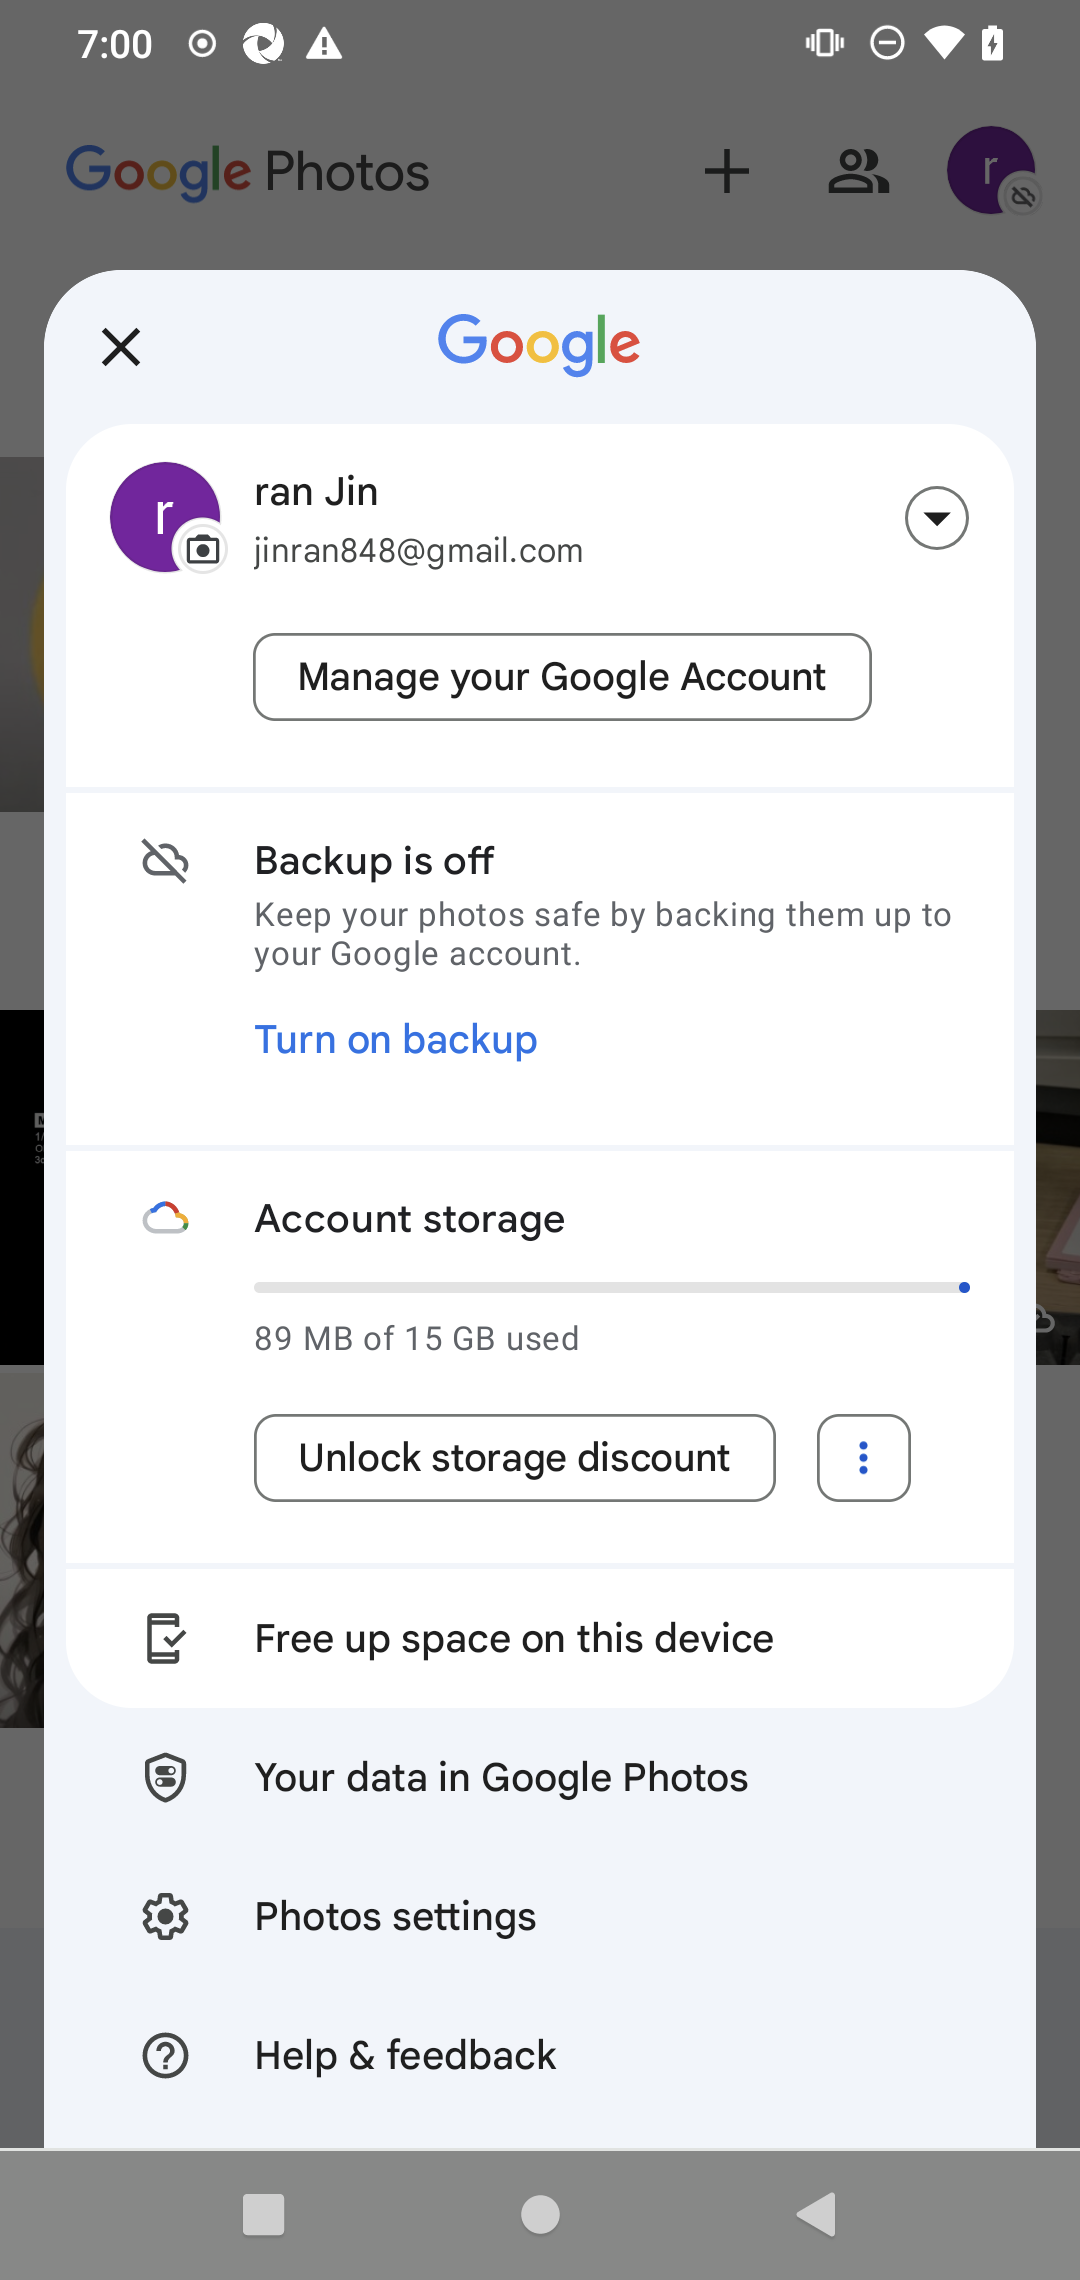 7:00
Google Photos
r
Google
r
ran Jin
jinran848@gmail.com
Manage your Google Account
Backup is off
Keep your photos safe by backing them up to
your Google account.
Turn on backup
Account storage
89 MB of 15 GB used
Unlock storage discount
Free up space on this device
Your data in Google Photos
Photos settings
Help & feedback